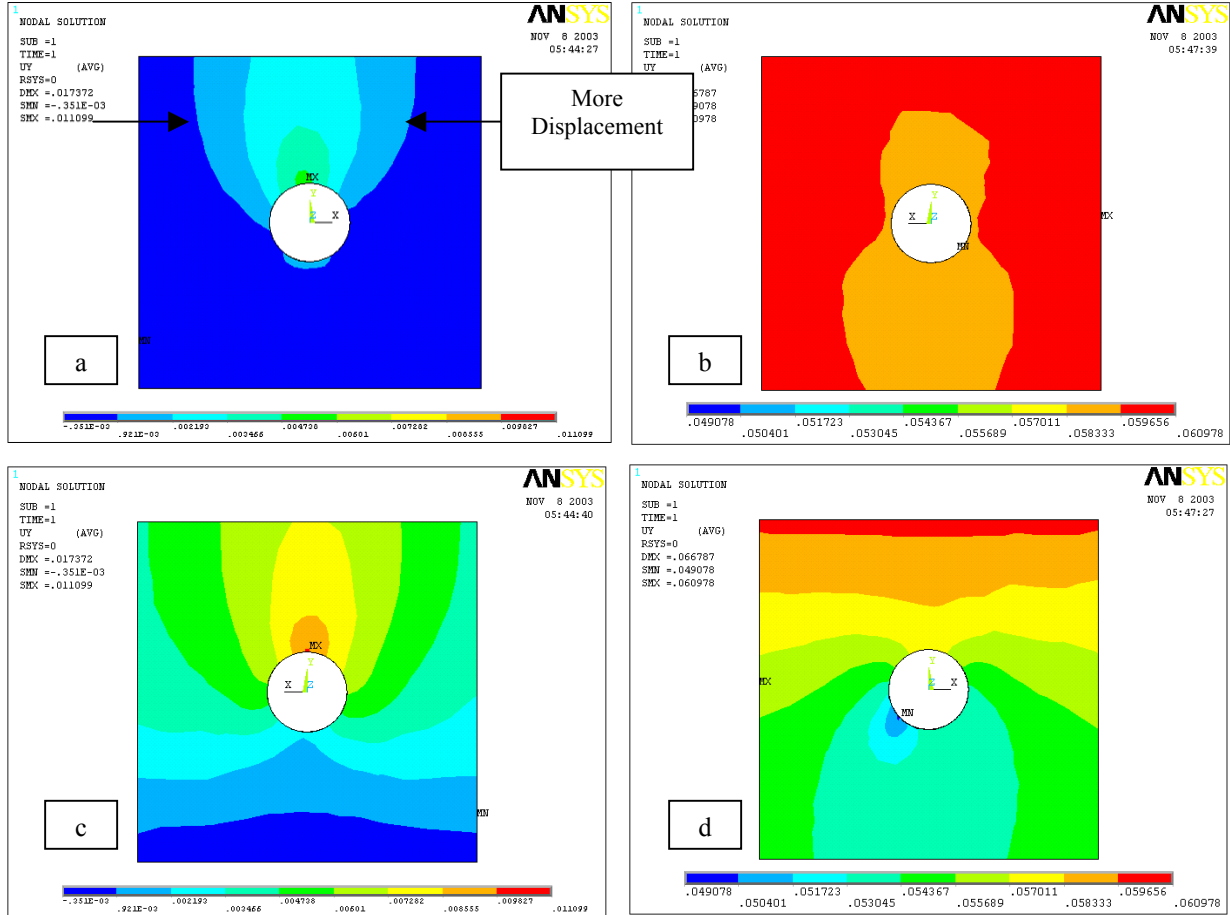 1
NODAL SOLUTION
SUB =1
TIME=1
UY (AVG)
RSYS=0
DMX =.017372
SMN =-.351E-03
SMX =.011099
ANSYS
NOV 8 2003
05:44:27
MX
Y
Z X
MN
a
-.351E-03 .002193 .004738 .007282 .009827
.921E-03 .003466 .00601 .008555 .011099
More
Displacement
1
NODAL SOLUTION
SUB =1
TIME=1
UY (AVG)
6787
9078
0978
ANSYS
NOV 8 2003
05:47:39
Y
X Z
MX
MN
b
.049078 .051723 .054367 .057011 .059656
.050401 .053045 .055689 .058333 .060978
1
NODAL SOLUTION
SUB =1
TIME=1
UY (AVG)
RSYS=0
DMX =.017372
SMN =-.351E-03
SMX =.011099
ANSYS
NOV 8 2003
05:44:40
MX
Y
X Z
MN
c
-.351E-03 .002193 .004738 .007282 .009827
.921E-03 .003466 .00601 .008555 .011099
1
NODAL SOLUTION
SUB =1
TIME=1
UY (AVG)
RSYS=0
DMX =.066787
SMN =.049078
SMX =.060978
ANSYS
NOV 8 2003
05:47:27
MX
Y
Z X
MN
d
.049078 .051723 .054367 .057011 .059656
.050401 .053045 .055689 .058333 .060978